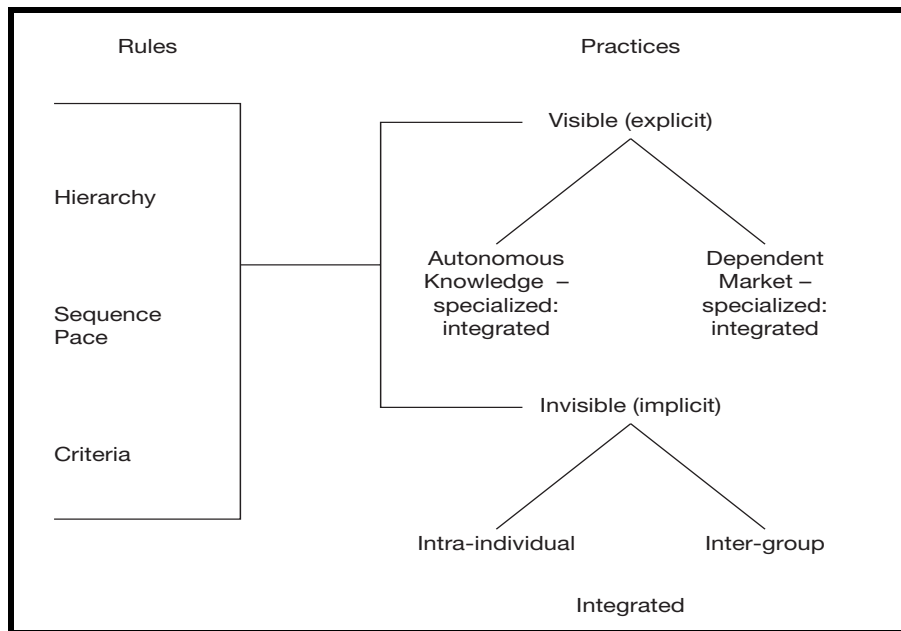 Rules
Practices
Hierarchy
Sequence
Pace
Criteria
Visible (explicit)
Autonomous
Knowledge –
specialized:
integrated
Dependent
Market –
specialized:
integrated
Invisible (implicit)
Intra-individual
Inter-group
Integrated